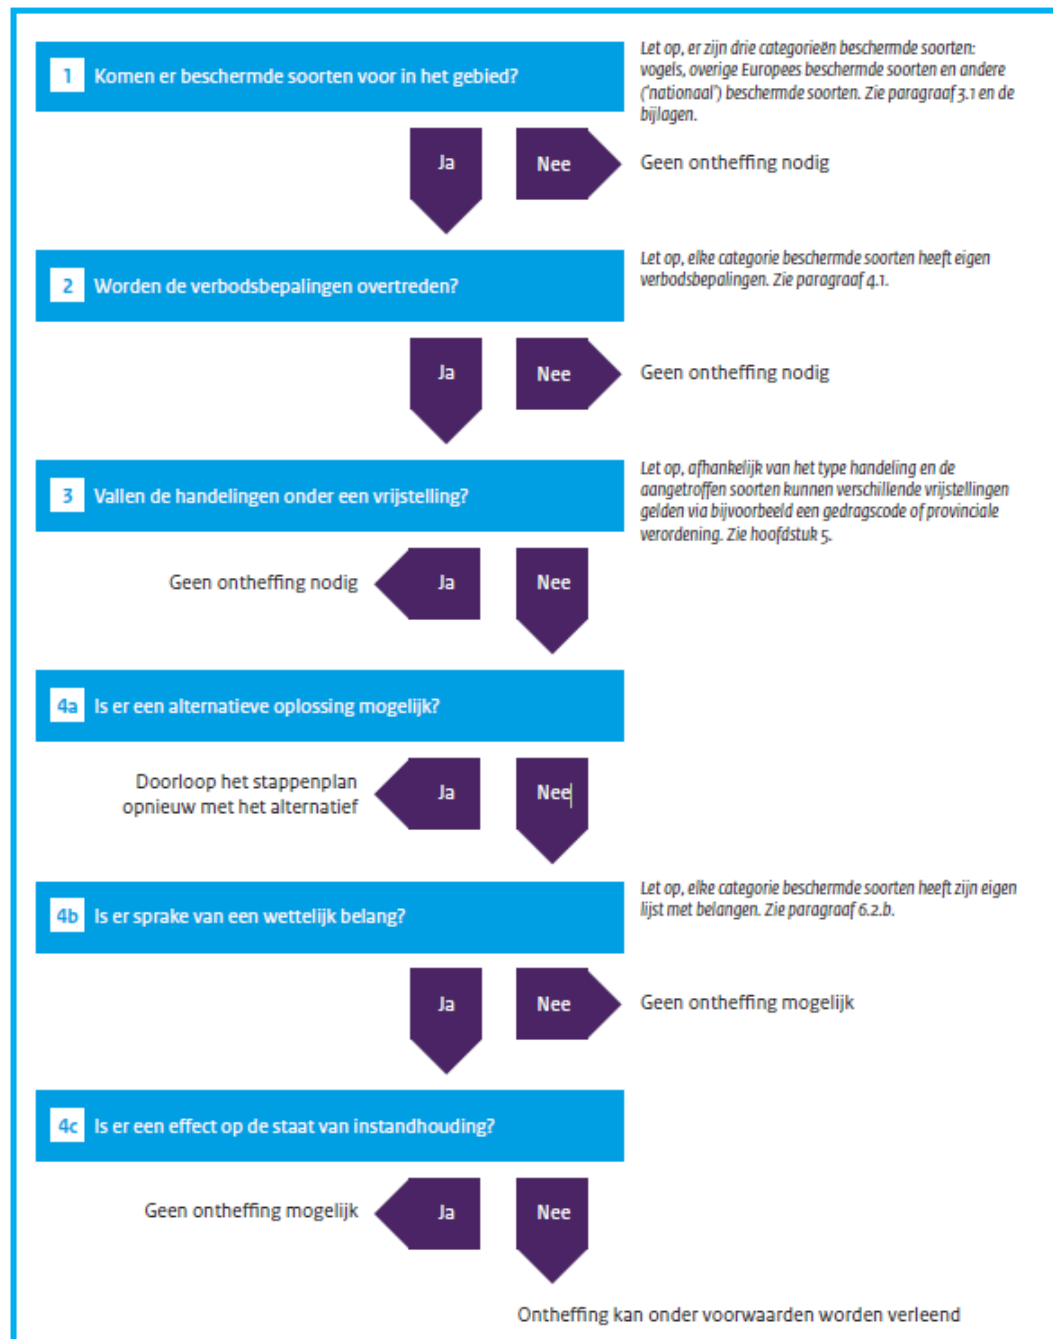 1 Komen er beschermde soorten voor in het gebied?
Let op, er zijn drie categorieën beschermde soorten:
vogels, overige Europees beschermde soorten en andere
('nationaal') beschermde soorten. Zie paragraaf 3.1 en de
bijlagen.
Ja
Nee
Geen ontheffing nodig
2 Worden de verbodsbepalingen overtreden?
Let op, elke categorie beschermde soorten heeft eigen
verbodsbepalingen. Zie paragraaf 4.1.
Ja
Nee
Geen ontheffing nodig
3 Vallen de handelingen onder een vrijstelling?
Let op, afhankelijk van het type handeling en de
aangetroffen soorten kunnen verschillende vrijstellingen
gelden via bijvoorbeeld een gedragscode of provinciale
verordening. Zie hoofdstuk 5.
Geen ontheffing nodig
Ja
Nee
4a Is er een alternatieve oplossing mogelijk?
Doorloop het stappenplan
opnieuw met het alternatief
Ja
Nee
4b Is er sprake van een wettelijk belang?
Let op, elke categorie beschermde soorten heeft zijn eigen
lijst met belangen. Zie paragraaf 6.2.b.
Ja
Nee
Geen ontheffing mogelijk
4c Is er een effect op de staat van instandhouding?
Geen ontheffing mogelijk
Ja
Nee
Ontheffing kan onder voorwaarden worden verleend